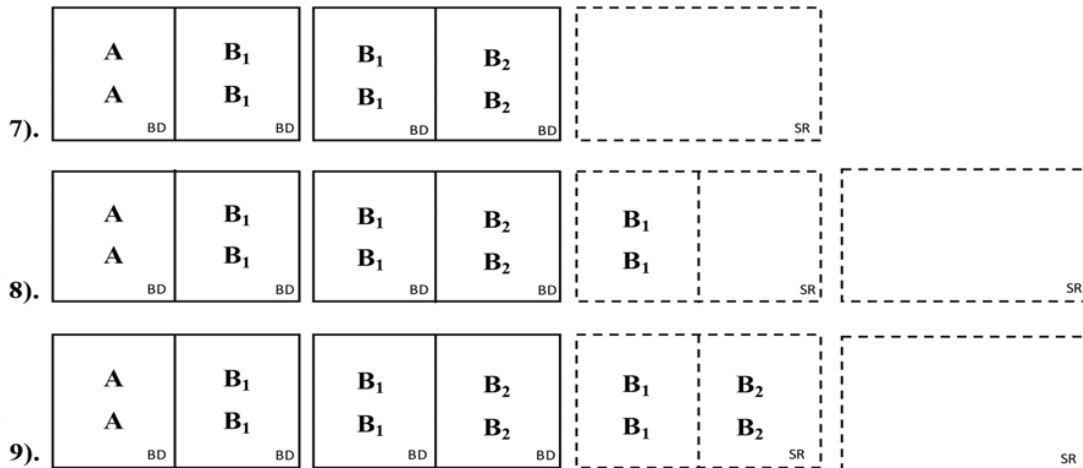 A B₁ B₁ B₂
A B₁ B₁ B₂
7). BD BD BD BD SR
A B₁ B₁ B₂ B₁
A B₁ B₁ B₂ B₁
8). BD BD BD BD SR SR
A B₁ B₁ B₂ B₁ B₂
A B₁ B₁ B₂ B₁ B₂
9). BD BD BD BD SR SR